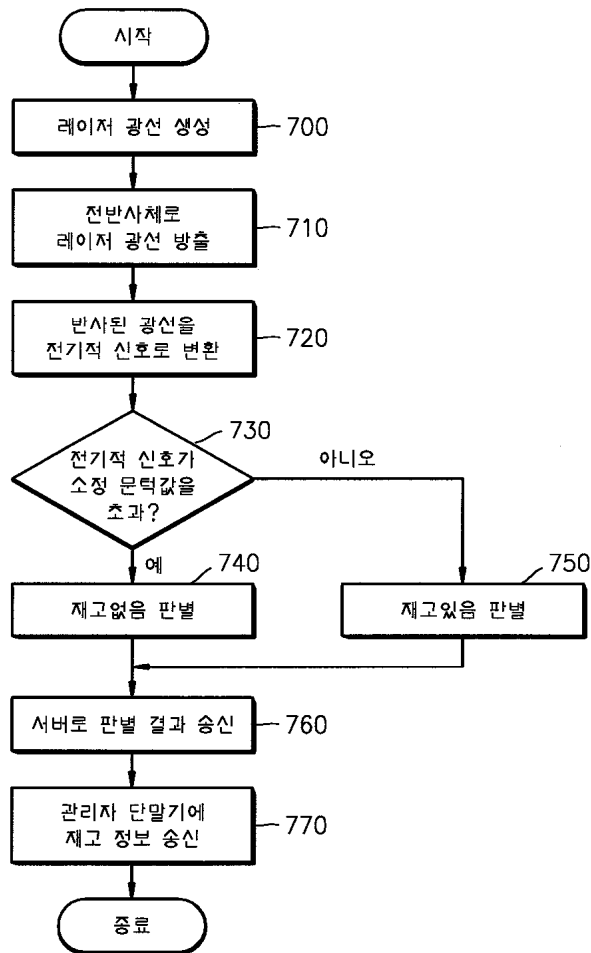 시작
레이저 광선 생성
700
전반사체로
레이저 광선 방출
710
반사된 광선을
전기적 신호로 변환
720
730
전기적 신호가
소정 문턱값을
초과?
아니오
예
740
재고없음 판별
750
재고있음 판별
서버로 판별 결과 송신
760
관리자 단말기에
재고 정보 송신
770
종료